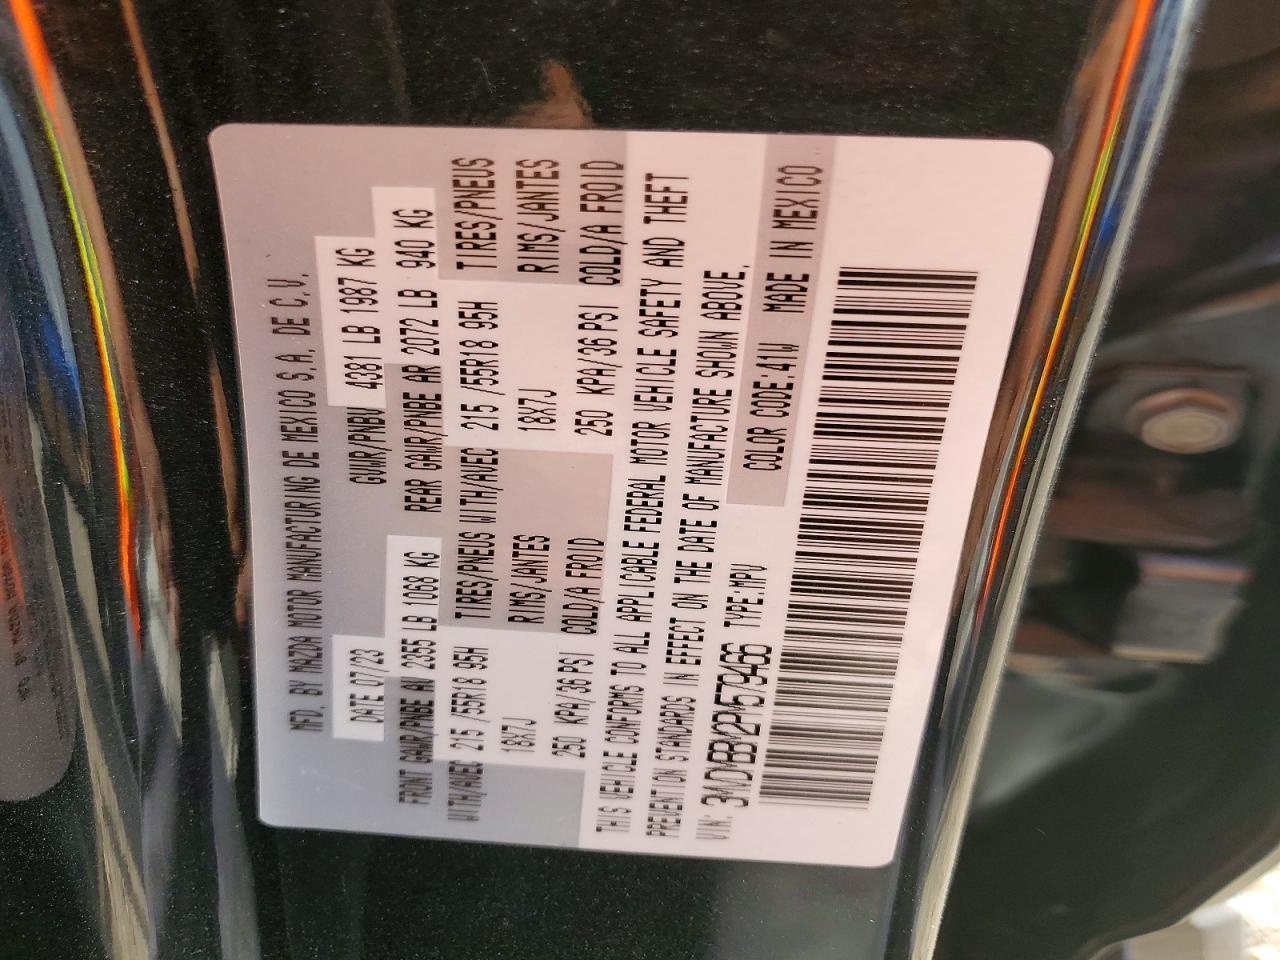 MFD. BY MAZDA MOTOR MANUFACTURING DE MEXICO S.A., DE C.V.
DATE 07/23 GVWR/PNBV 4381 LB 1987 KG
FRONT GAWR/PNBE AV 2355 LB 1068 KG REAR GAWR/PNBE AR 2072 LB 940 KG
WITH/AVEC 215 /55R18 95H TIRES/PNEUS WITH/AVEC 215 /55R18 95H TIRES/PNEUS
18X7J RIMS/JANTES 18X7J RIMS/JANTES
250 KPA/36 PSI COLD/A FROID 250 KPA/36 PSI COLD/A FROID
THIS VEHICLE CONFORMS TO ALL APPLICABLE FEDERAL MOTOR VEHICLE SAFETY AND THEFT
PREVENTION STANDARDS IN EFFECT ON THE DATE OF MANUFACTURE SHOWN ABOVE.
VIN: TYPE:MPV COLOR CODE:41W MADE IN MEXICO